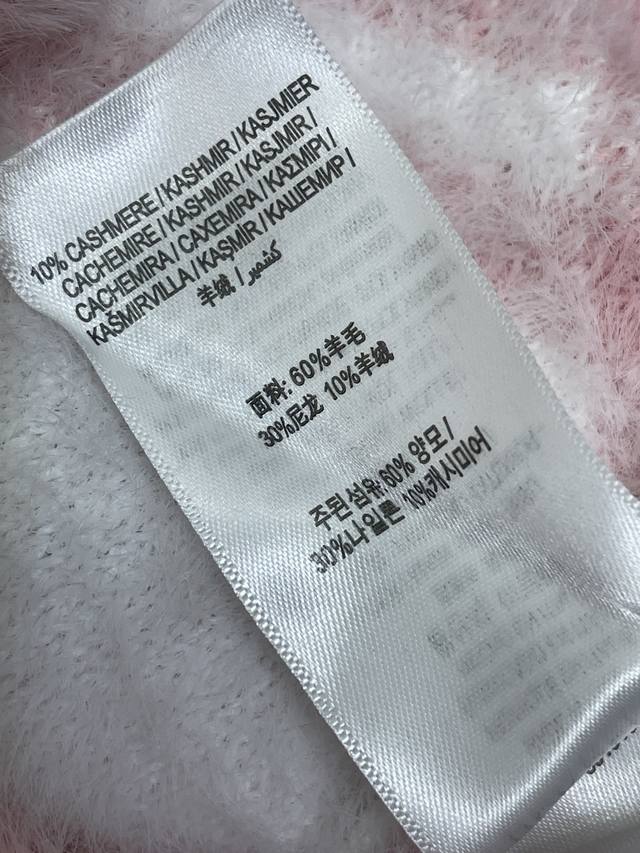 10% CASHMERE / KASHMIR / KASJMIER
CACHEMIRE / KASHMIR / KASJMIR /
CACHEMIRA / CAXEMIRA / ΚΑΣΜΙΡΙ /
KAŠMIRVILLA / KAŞMIR / КАШЕМИР /
羊绒 / كشمير
面料: 60%羊毛
30%尼龙 10%羊绒
주된 섬유: 60% 양모 /
30%나일론 10%캐시미어